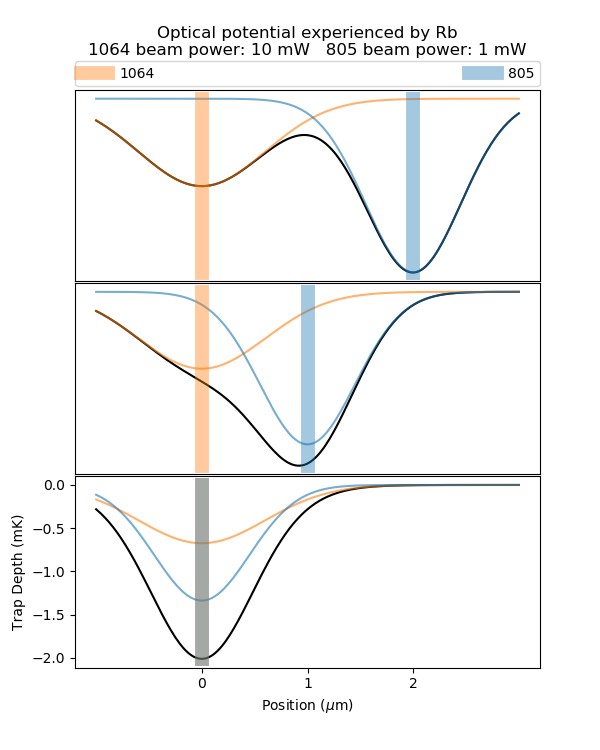 Optical potential experienced by Rb
1064 beam power: 10 mW   805 beam power: 1 mW
1064
805
0.0
−0.5
−1.0
−1.5
−2.0
Trap Depth (mK)
0
1
2
Position (μm)